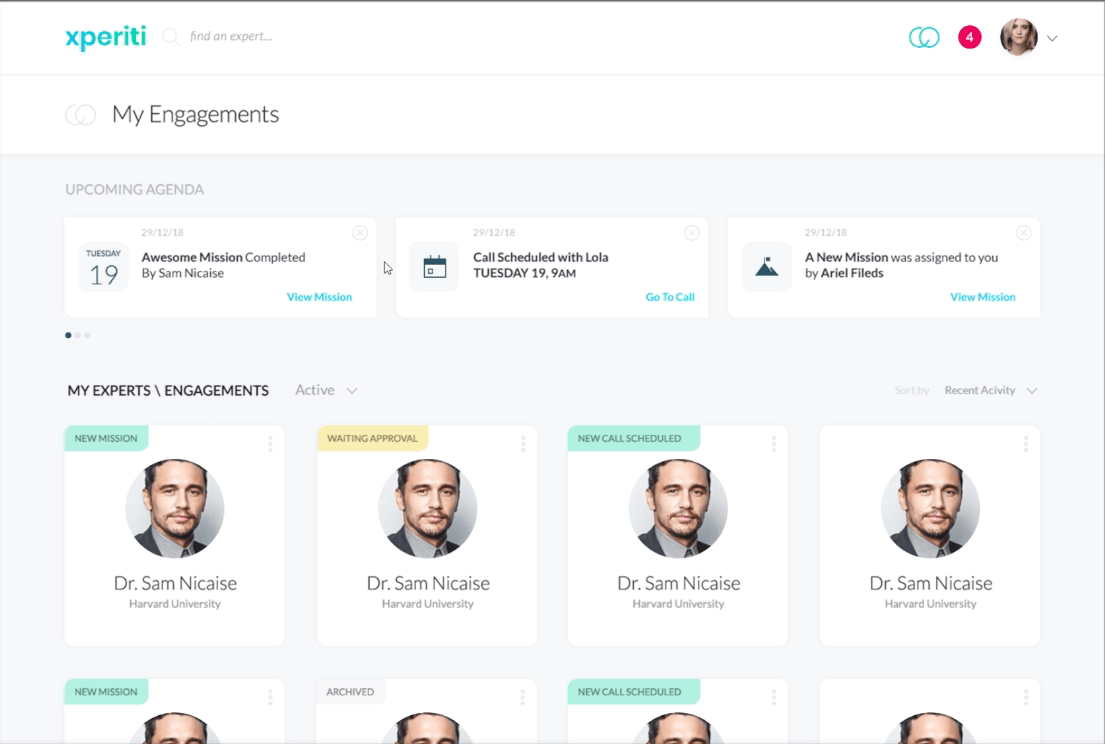 xperiti
find an expert...
4
My Engagements
UPCOMING AGENDA
29/12/18
TUESDAY
19
Awesome Mission Completed
By Sam Nicaise
View Mission
29/12/18
Call Scheduled with Lola
TUESDAY 19, 9AM
Go To Call
29/12/18
A New Mission was assigned to you
by Ariel Fileds
View Mission
MY EXPERTS \ ENGAGEMENTS
Active
Sort by Recent Acivity
NEW MISSION
Dr. Sam Nicaise
Harvard University
WAITING APPROVAL
Dr. Sam Nicaise
Harvard University
NEW CALL SCHEDULED
Dr. Sam Nicaise
Harvard University
Dr. Sam Nicaise
Harvard University
NEW MISSION
ARCHIVED
NEW CALL SCHEDULED